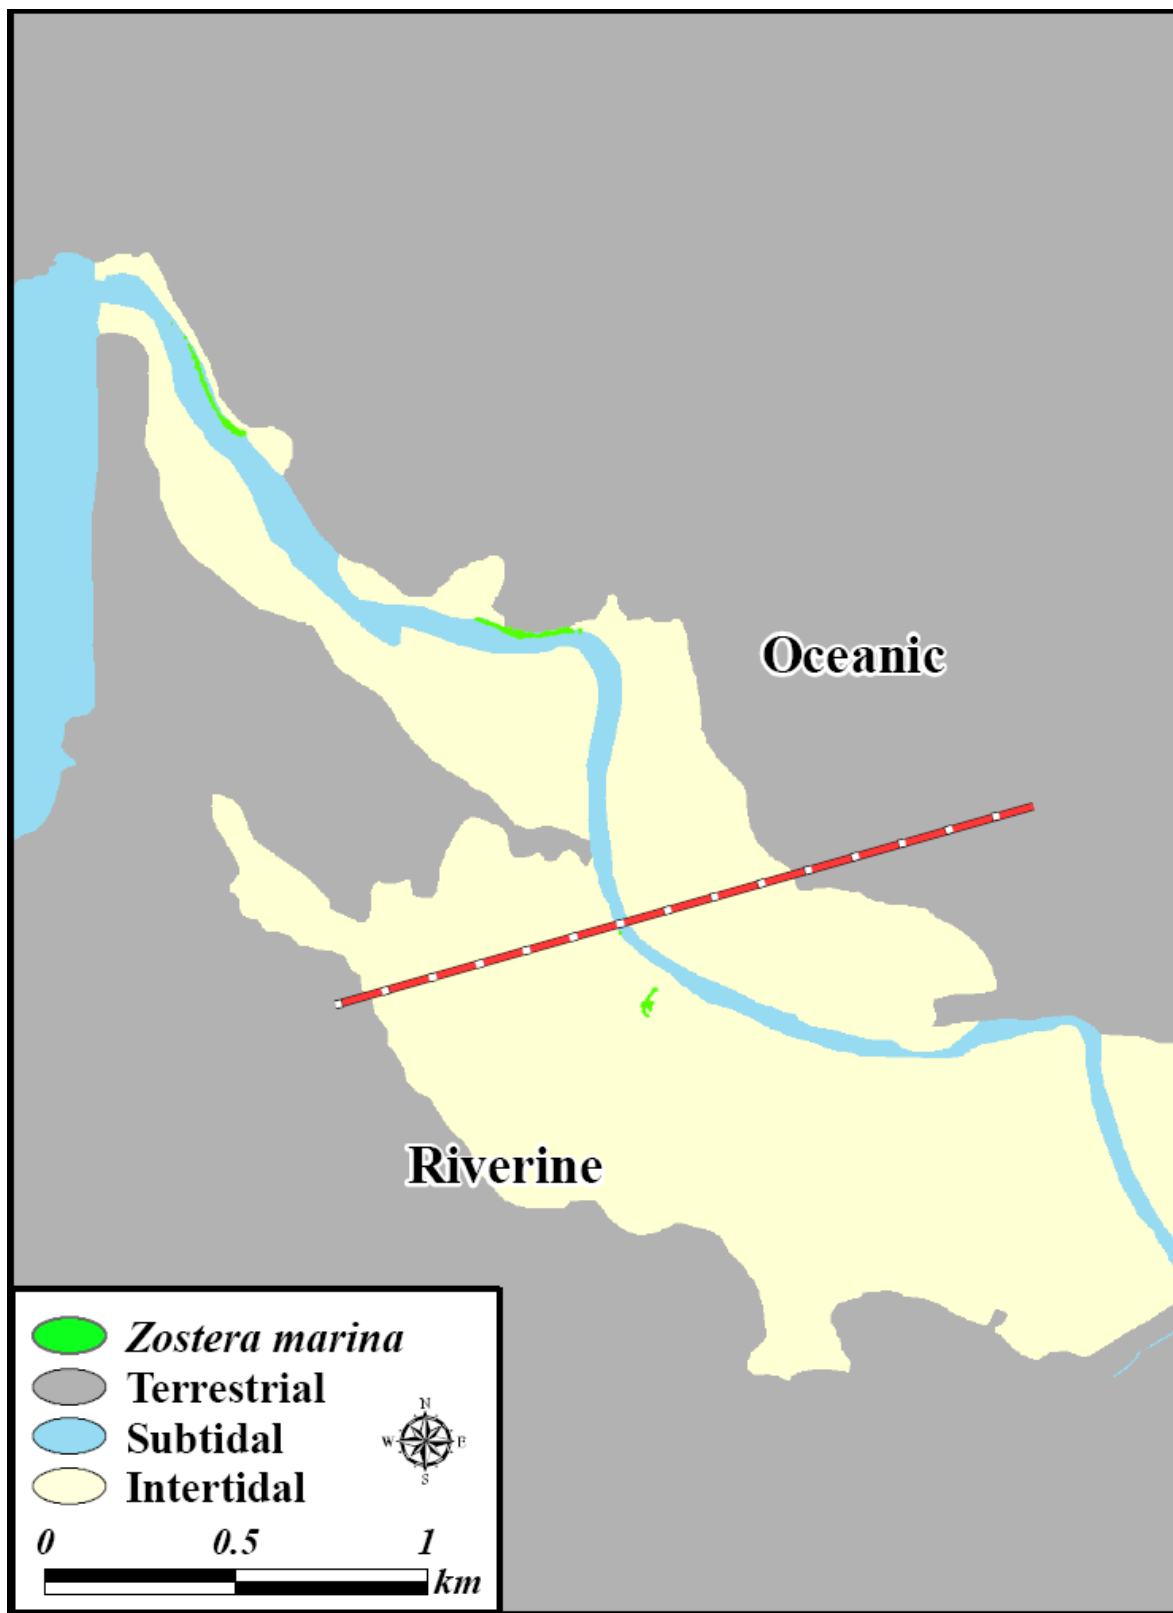 Oceanic
Riverine
Zostera marina
Terrestrial
Subtidal
Intertidal
N
W E
S
0 0.5 1
km